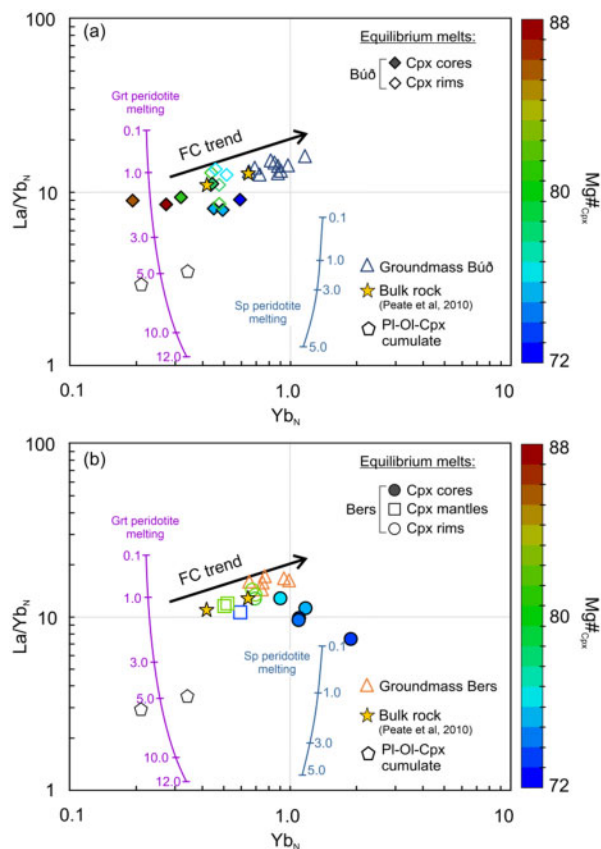 (a)
Equilibrium melts:
Búð
Cpx cores
Cpx rims
Grt peridotite
melting
0.1
1.0
3.0
5.0
10.0
12.0
FC trend
0.1
1.0
3.0
5.0
Sp peridotite
melting
Groundmass Búð
Bulk rock
(Peate et al, 2010)
Pl-Ol-Cpx
cumulate
100
10
1
La/YbN
0.1
1.0
10
YbN
88
80
72
Mg#Cpx
(b)
Equilibrium melts:
Bers
Cpx cores
Cpx mantles
Cpx rims
Grt peridotite
melting
0.1
1.0
3.0
5.0
10.0
12.0
FC trend
Sp peridotite
melting
0.1
1.0
3.0
5.0
Groundmass Bers
Bulk rock
(Peate et al, 2010)
Pl-Ol-Cpx
cumulate
100
10
1
La/YbN
0.1
1.0
10
YbN
88
80
72
Mg#Cpx